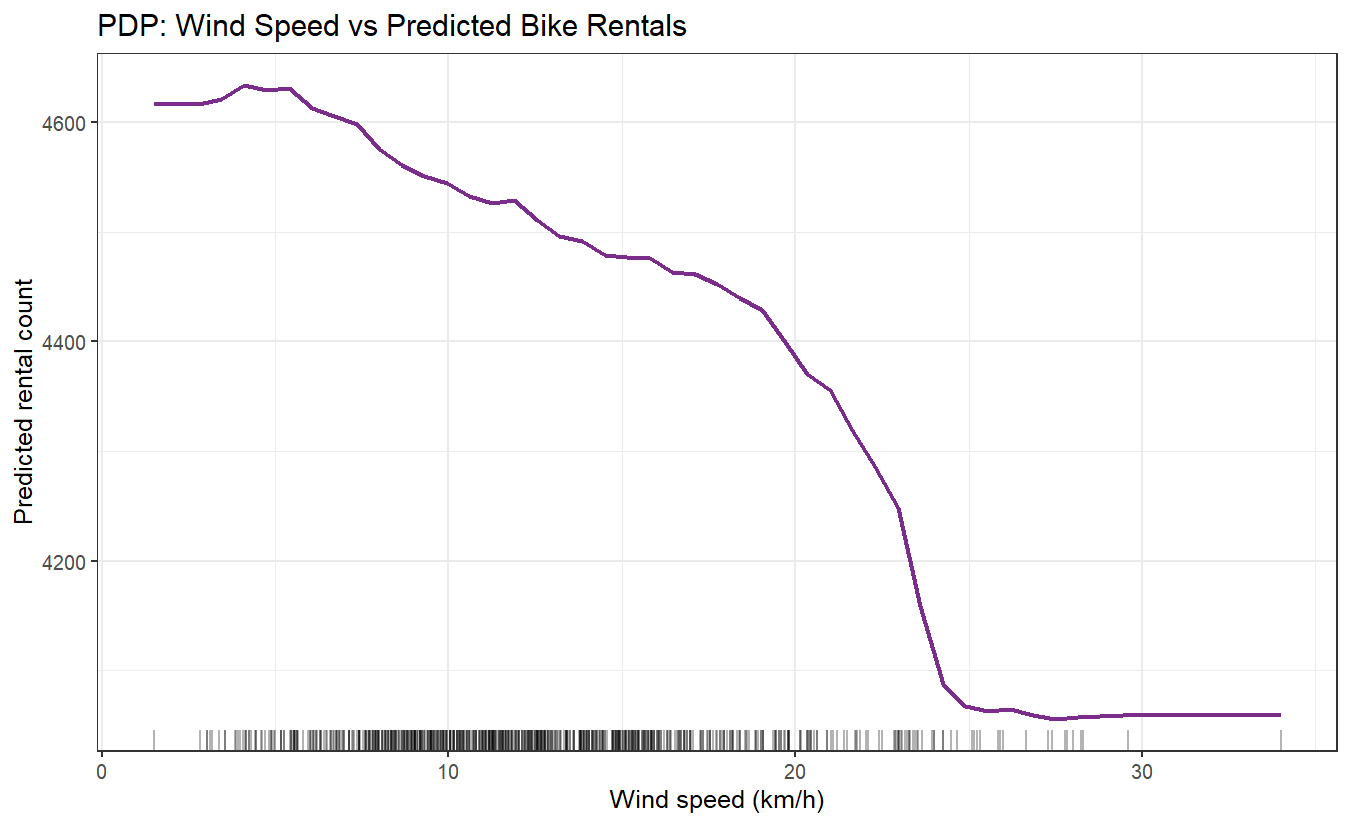 PDP: Wind Speed vs Predicted Bike Rentals
Predicted rental count
4600
4400
4200
0 10 20 30
Wind speed (km/h)